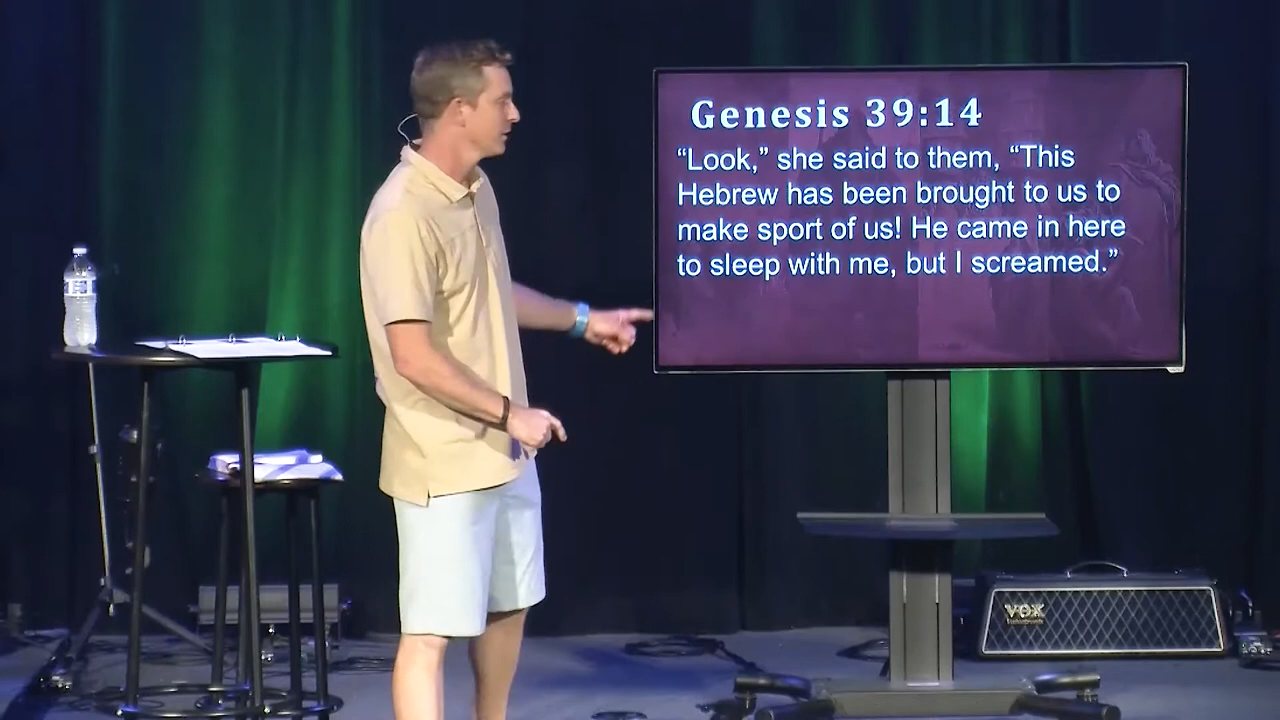 Genesis 39:14
“Look,” she said to them, “This
Hebrew has been brought to us to
make sport of us! He came in here
to sleep with me, but I screamed.”
VOX